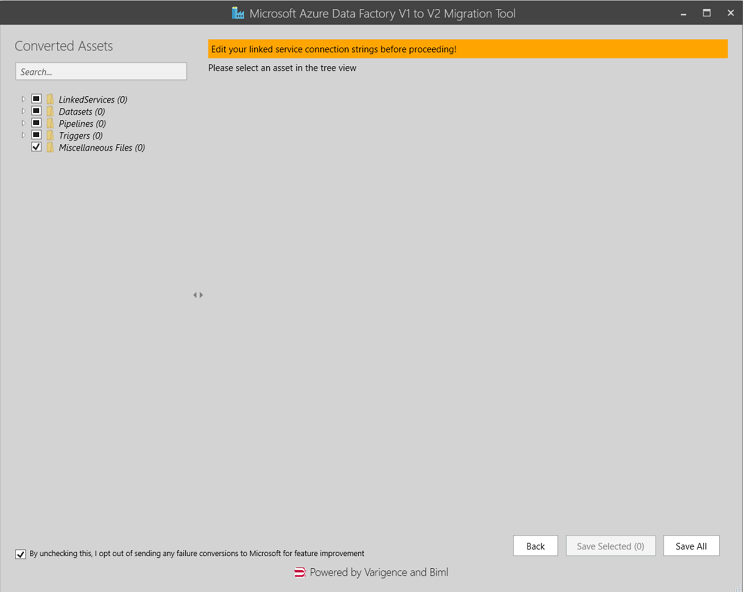 Microsoft Azure Data Factory V1 to V2 Migration Tool
Converted Assets
Search...
LinkedServices (0)
Datasets (0)
Pipelines (0)
Triggers (0)
Miscellaneous Files (0)
Edit your linked service connection strings before proceeding!
Please select an asset in the tree view
By unchecking this, I opt out of sending any failure conversions to Microsoft for feature improvement
Back
Save Selected (0)
Save All
Powered by Varigence and Biml